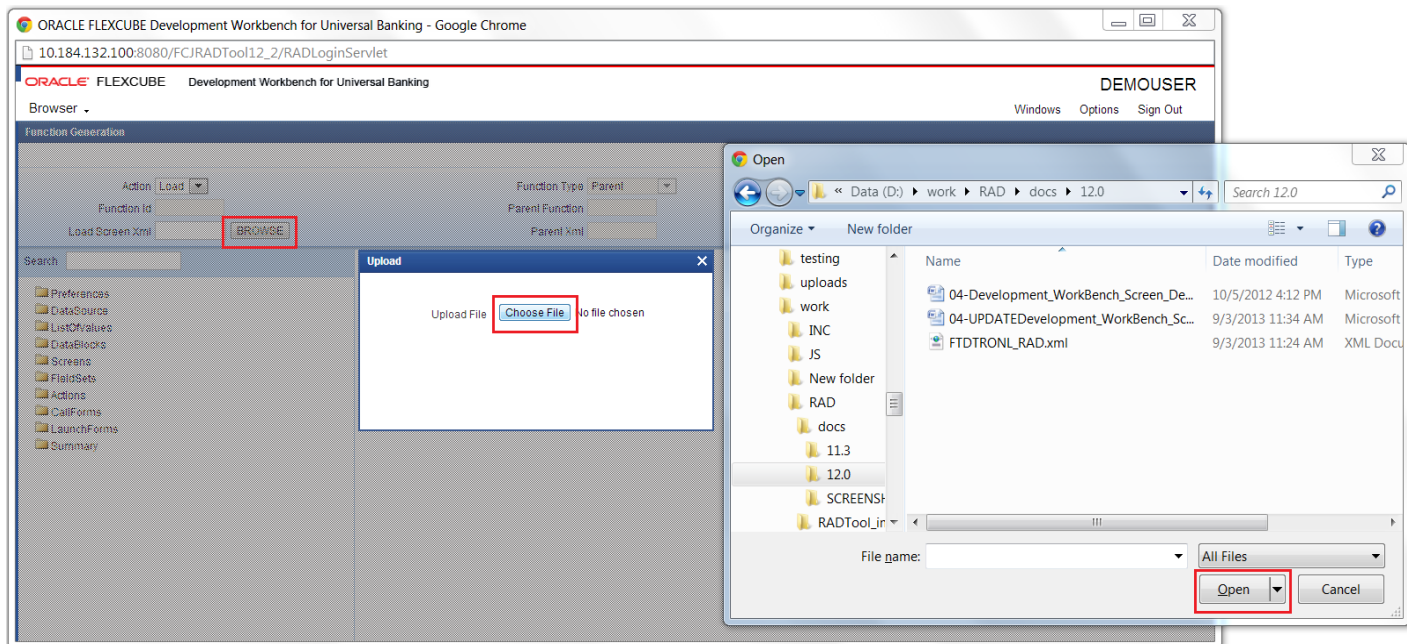 ORACLE FLEXCUBE Development Workbench for Universal Banking - Google Chrome
10.184.132.100:8080/FCJRADTool12_2/RADLoginServlet
ORACLE FLEXCUBE Development Workbench for Universal Banking
DEMOUSER
Browser
Windows Options Sign Out
Function Generation
Action Load
Function Type Parent
Function Id
Parent Function
Load Screen Xml BROWSE
Parent Xml
Search
Preferences
DataSource
ListOfValues
DataBlocks
Screens
FieldSets
Actions
CallForms
LaunchForms
Summary
Upload
Upload File Choose File No file chosen
Open
« Data (D:) work RAD docs 12.0
Search 12.0
Organize New folder
testing
uploads
work
INC
JS
New folder
RAD
docs
11.3
12.0
SCREENSH
RADTool_in
Name Date modified Type
04-Development_WorkBench_Screen_De... 10/5/2012 4:12 PM Microsoft
04-UPDATEDevelopment_WorkBench_Sc... 9/3/2013 11:34 AM Microsoft
FTDTRONL_RAD.xml 9/3/2013 11:24 AM XML Docu
File name:
All Files
Open Cancel